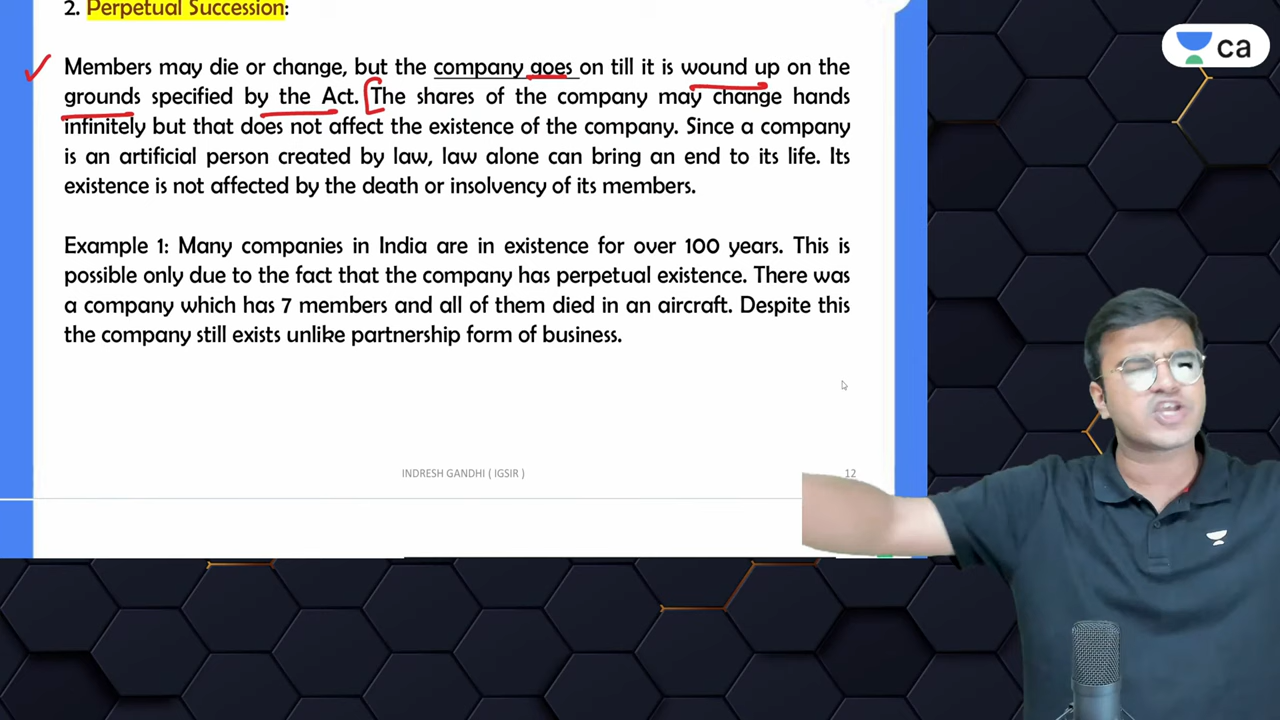 2. Perpetual Succession:
ca
Members may die or change, but the company goes on till it is wound up on the
grounds specified by the Act. The shares of the company may change hands
infinitely but that does not affect the existence of the company. Since a company
is an artificial person created by law, law alone can bring an end to its life. Its
existence is not affected by the death or insolvency of its members.
Example 1: Many companies in India are in existence for over 100 years. This is
possible only due to the fact that the company has perpetual existence. There was
a company which has 7 members and all of them died in an aircraft. Despite this
the company still exists unlike partnership form of business.
INDRESH GANDHI ( IGSIR )
12